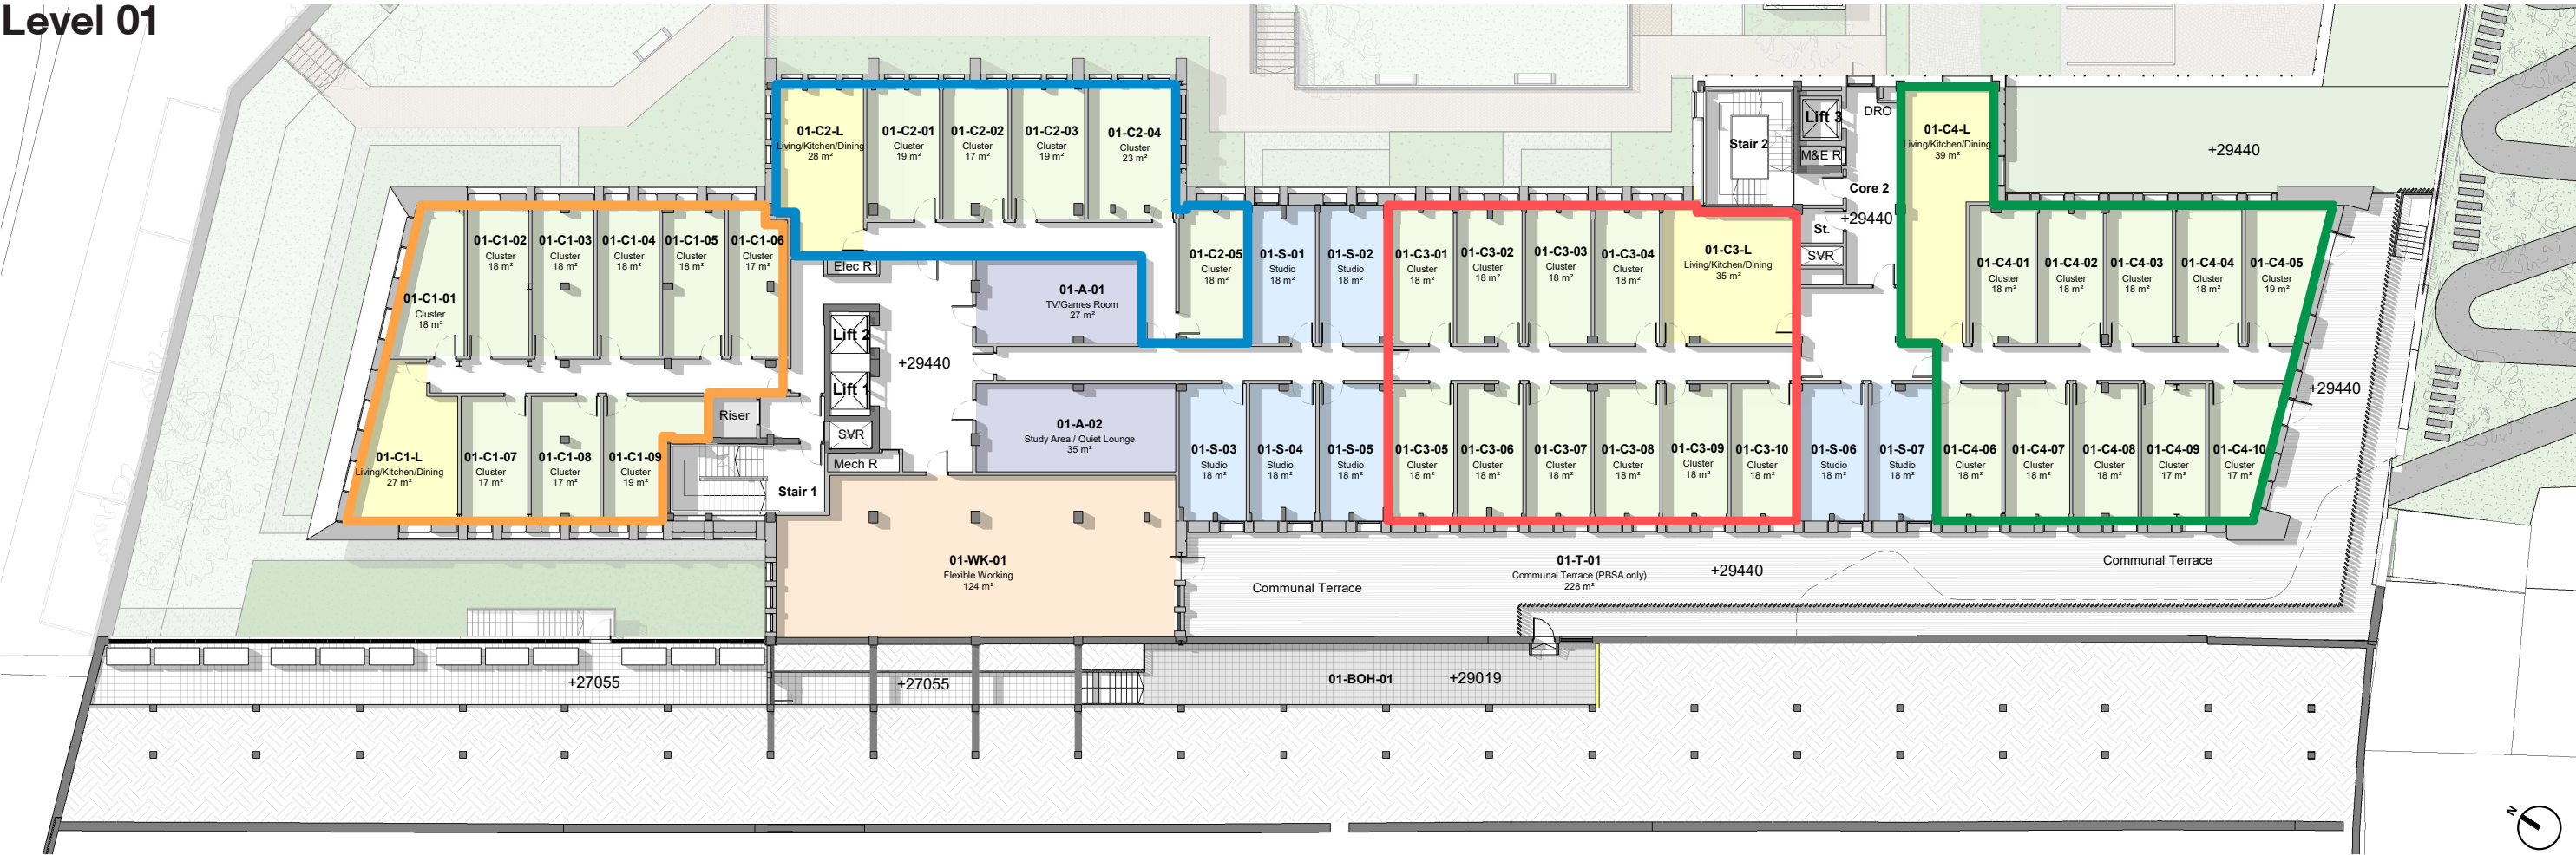 Level 01
01-C2-L
Living/Kitchen/Dining
28 m²
01-C2-01
Cluster
19 m²
01-C2-02
Cluster
17 m²
01-C2-03
Cluster
19 m²
01-C2-04
Cluster
23 m²
01-C2-05
Cluster
18 m²
Stair 2
Lift 3
M&E R
DRO
Core 2
+29440
St.
SVR
01-C4-L
Living/Kitchen/Dining
39 m²
+29440
01-C1-01
Cluster
18 m²
01-C1-02
Cluster
18 m²
01-C1-03
Cluster
18 m²
01-C1-04
Cluster
18 m²
01-C1-05
Cluster
18 m²
01-C1-06
Cluster
17 m²
Elec R
01-A-01
TV/Games Room
27 m²
01-S-01
Studio
18 m²
01-S-02
Studio
18 m²
01-C3-01
Cluster
18 m²
01-C3-02
Cluster
18 m²
01-C3-03
Cluster
18 m²
01-C3-04
Cluster
18 m²
01-C3-L
Living/Kitchen/Dining
35 m²
01-C4-01
Cluster
18 m²
01-C4-02
Cluster
18 m²
01-C4-03
Cluster
18 m²
01-C4-04
Cluster
18 m²
01-C4-05
Cluster
19 m²
Lift 2
Lift 1
+29440
SVR
Mech R
Riser
Stair 1
+29440
01-C1-L
Living/Kitchen/Dining
27 m²
01-C1-07
Cluster
17 m²
01-C1-08
Cluster
17 m²
01-C1-09
Cluster
19 m²
01-A-02
Study Area / Quiet Lounge
35 m²
01-S-03
Studio
18 m²
01-S-04
Studio
18 m²
01-S-05
Studio
18 m²
01-C3-05
Cluster
18 m²
01-C3-06
Cluster
18 m²
01-C3-07
Cluster
18 m²
01-C3-08
Cluster
18 m²
01-C3-09
Cluster
18 m²
01-C3-10
Cluster
18 m²
01-S-06
Studio
18 m²
01-S-07
Studio
18 m²
01-C4-06
Cluster
18 m²
01-C4-07
Cluster
18 m²
01-C4-08
Cluster
18 m²
01-C4-09
Cluster
17 m²
01-C4-10
Cluster
17 m²
01-WK-01
Flexible Working
124 m²
Communal Terrace
01-T-01
Communal Terrace (PBSA only)
228 m²
+29440
Communal Terrace
+27055
+27055
01-BOH-01
+29019
N